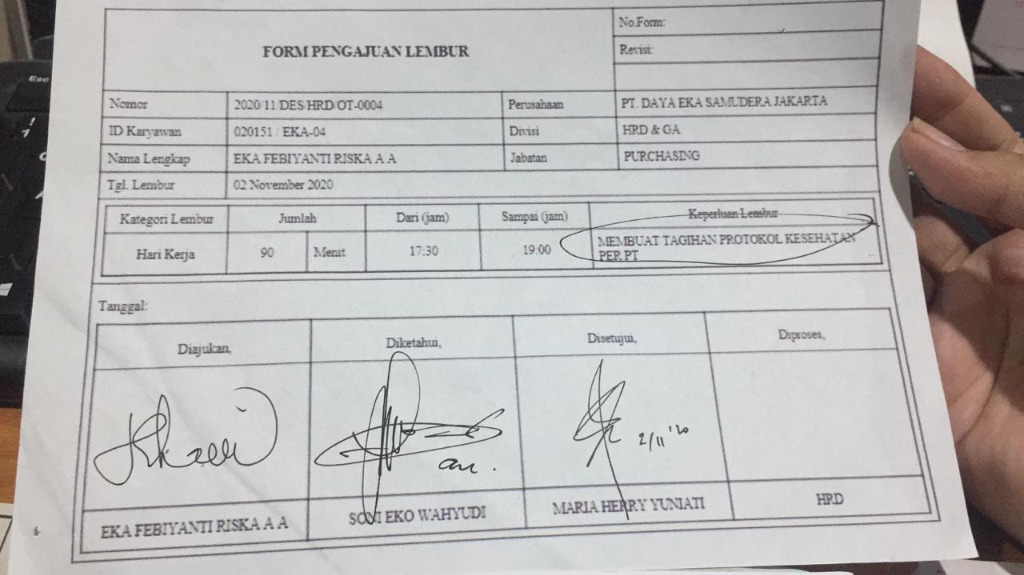 No.Form:
FORM PENGAJUAN LEMBUR
Revisi:
Nomor 2020/11/DES/HRD/OT-0004 Perusahaan PT. DAYA EKA SAMUDERA JAKARTA
ID Karyawan 020151 / EKA-04 Divisi HRD & GA
Nama Lengkap EKA FEBIYANTI RISKA A A Jabatan PURCHASING
Tgl. Lembur 02 November 2020
Kategori Lembur Jumlah Dari (jam) Sampai (jam) Keperluan Lembur
Hari Kerja 90 Menit 17:30 19:00 MEMBUAT TAGIHAN PROTOKOL KESEHATAN
PER PT
Tanggal:
Diajukan, Diketahui, Disetujui, Diproses,
an.
2/11 '20
EKA FEBIYANTI RISKA A A SONI EKO WAHYUDI MARIA HERRY YUNIATI HRD